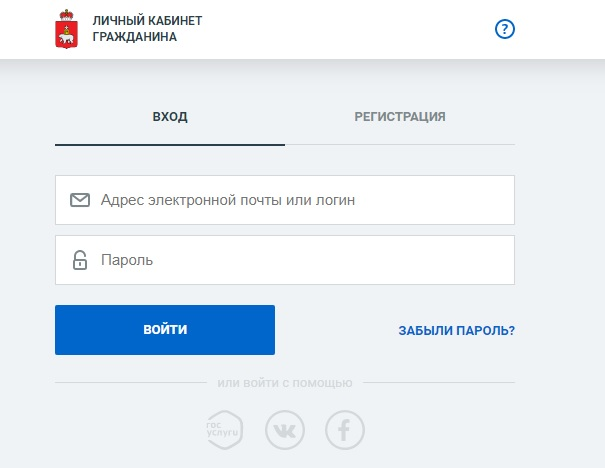 ЛИЧНЫЙ КАБИНЕТ
ГРАЖДАНИНА
?
ВХОД
РЕГИСТРАЦИЯ
Адрес электронной почты или логин
Пароль
ВОЙТИ
ЗАБЫЛИ ПАРОЛЬ?
или войти с помощью
гос
услуги